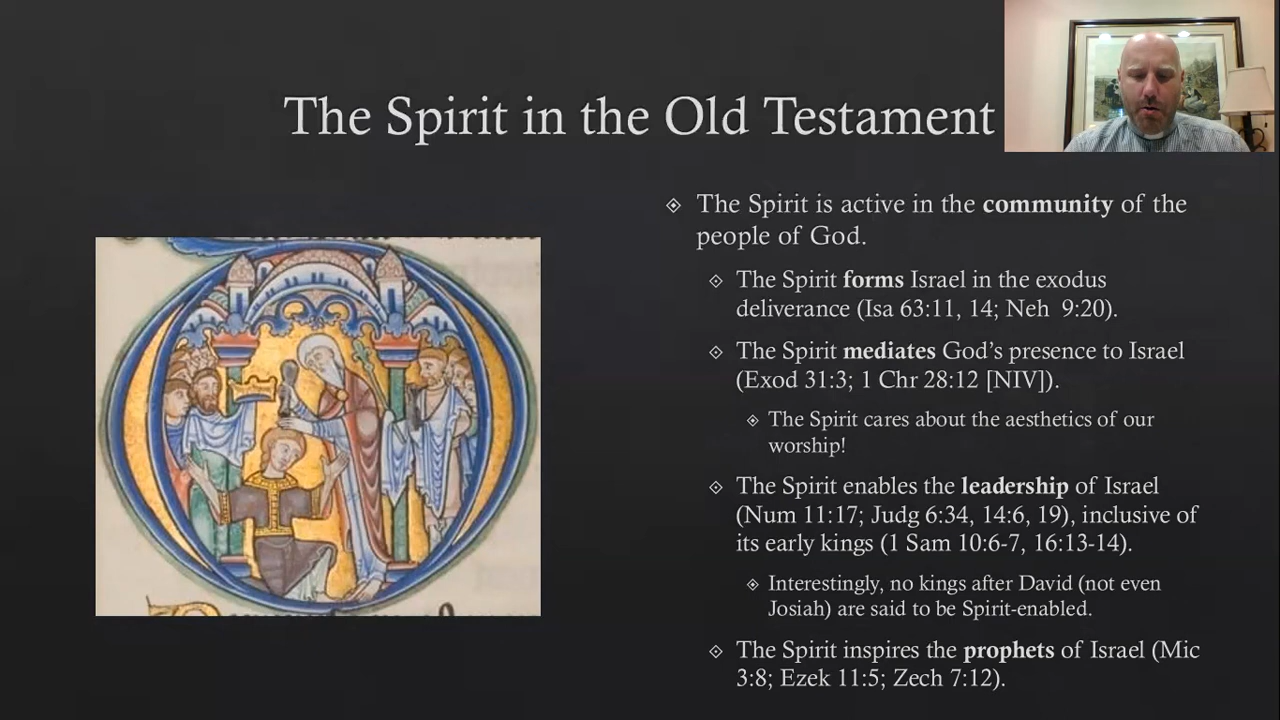 The Spirit in the Old Testament
The Spirit is active in the community of the
people of God.
The Spirit forms Israel in the exodus
deliverance (Isa 63:11, 14; Neh 9:20).
The Spirit mediates God's presence to Israel
(Exod 31:3; 1 Chr 28:12 [NIV]).
The Spirit cares about the aesthetics of our
worship!
The Spirit enables the leadership of Israel
(Num 11:17; Judg 6:34, 14:6, 19), inclusive of
its early kings (1 Sam 10:6-7, 16:13-14).
Interestingly, no kings after David (not even
Josiah) are said to be Spirit-enabled.
The Spirit inspires the prophets of Israel (Mic
3:8; Ezek 11:5; Zech 7:12).